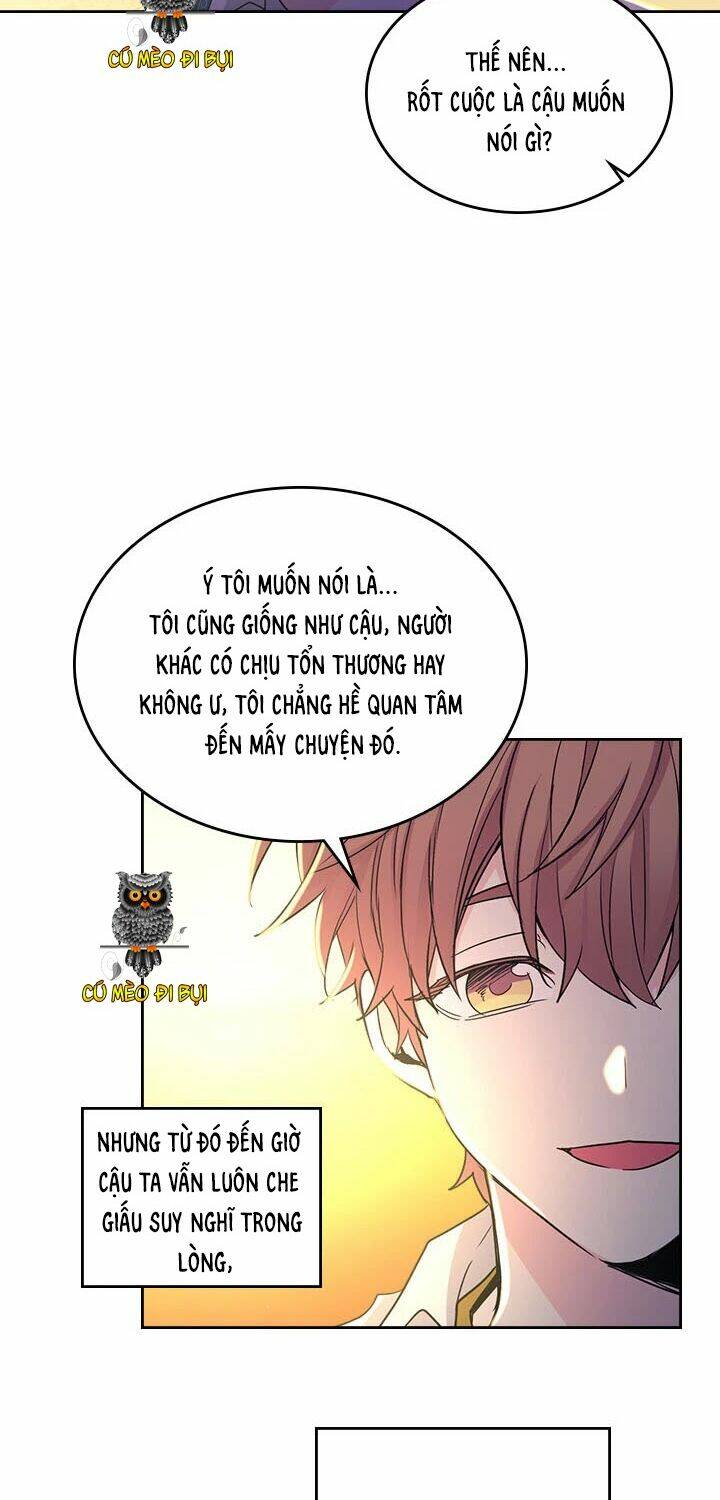 CÚ MÈO ĐI BỤI
THẾ NÊN...
RỐT CUỘC LÀ CẬU MUỐN
NÓI GÌ?
Ý TÔI MUỐN NÓI LÀ...
TÔI CŨNG GIỐNG NHƯ CẬU, NGƯỜI
KHÁC CÓ CHỊU TỔN THƯƠNG HAY
KHÔNG Ư, TÔI CHẲNG HỀ QUAN TÂM
ĐẾN MẤY CHUYỆN ĐÓ.
CÚ MÈO ĐI BỤI
NHƯNG TỪ ĐÓ ĐẾN GIỜ
CẬU TA VẪN LUÔN CHE
GIẤU SUY NGHĨ TRONG
LÒNG,